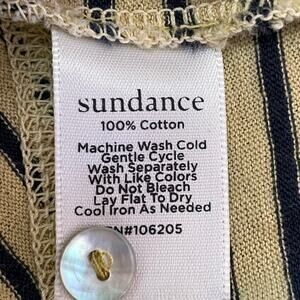 sundance
100% Cotton
Machine Wash Cold
Gentle Cycle
Wash Separately
With Like Colors
Do Not Bleach
Lay Flat To Dry
Cool Iron As Needed
N#106205